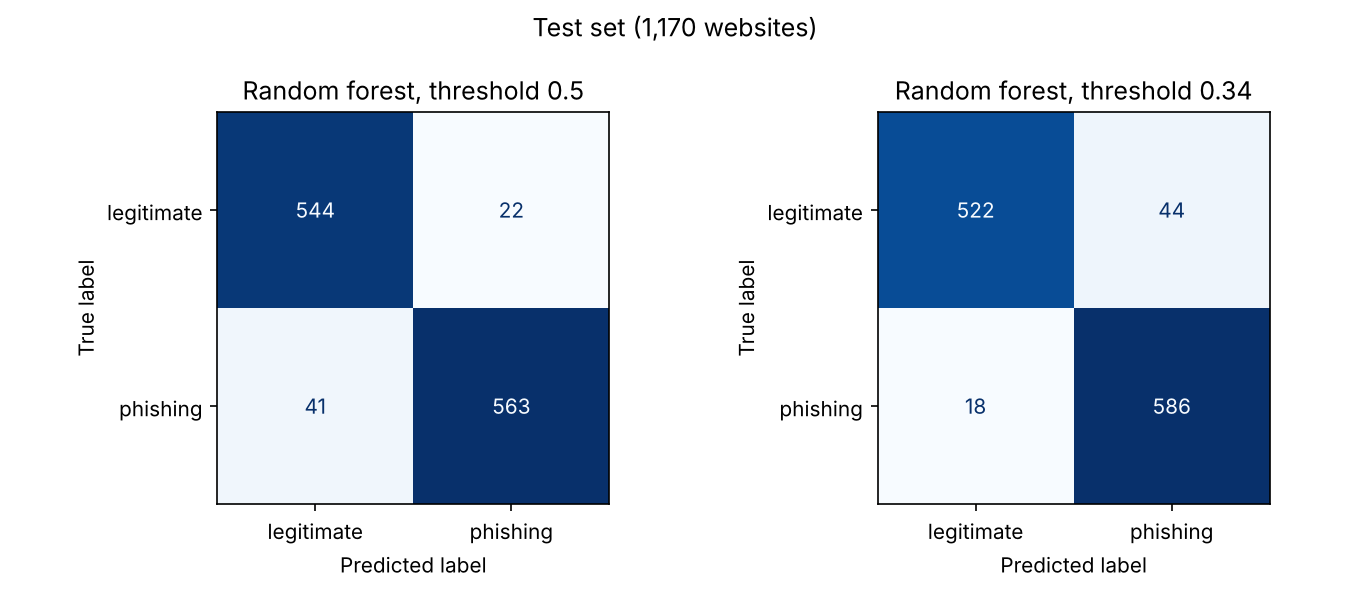 Test set (1,170 websites)
Random forest, threshold 0.5
True label
legitimate
544
22
phishing
41
563
legitimate
phishing
Predicted label
Random forest, threshold 0.34
True label
legitimate
522
44
phishing
18
586
legitimate
phishing
Predicted label